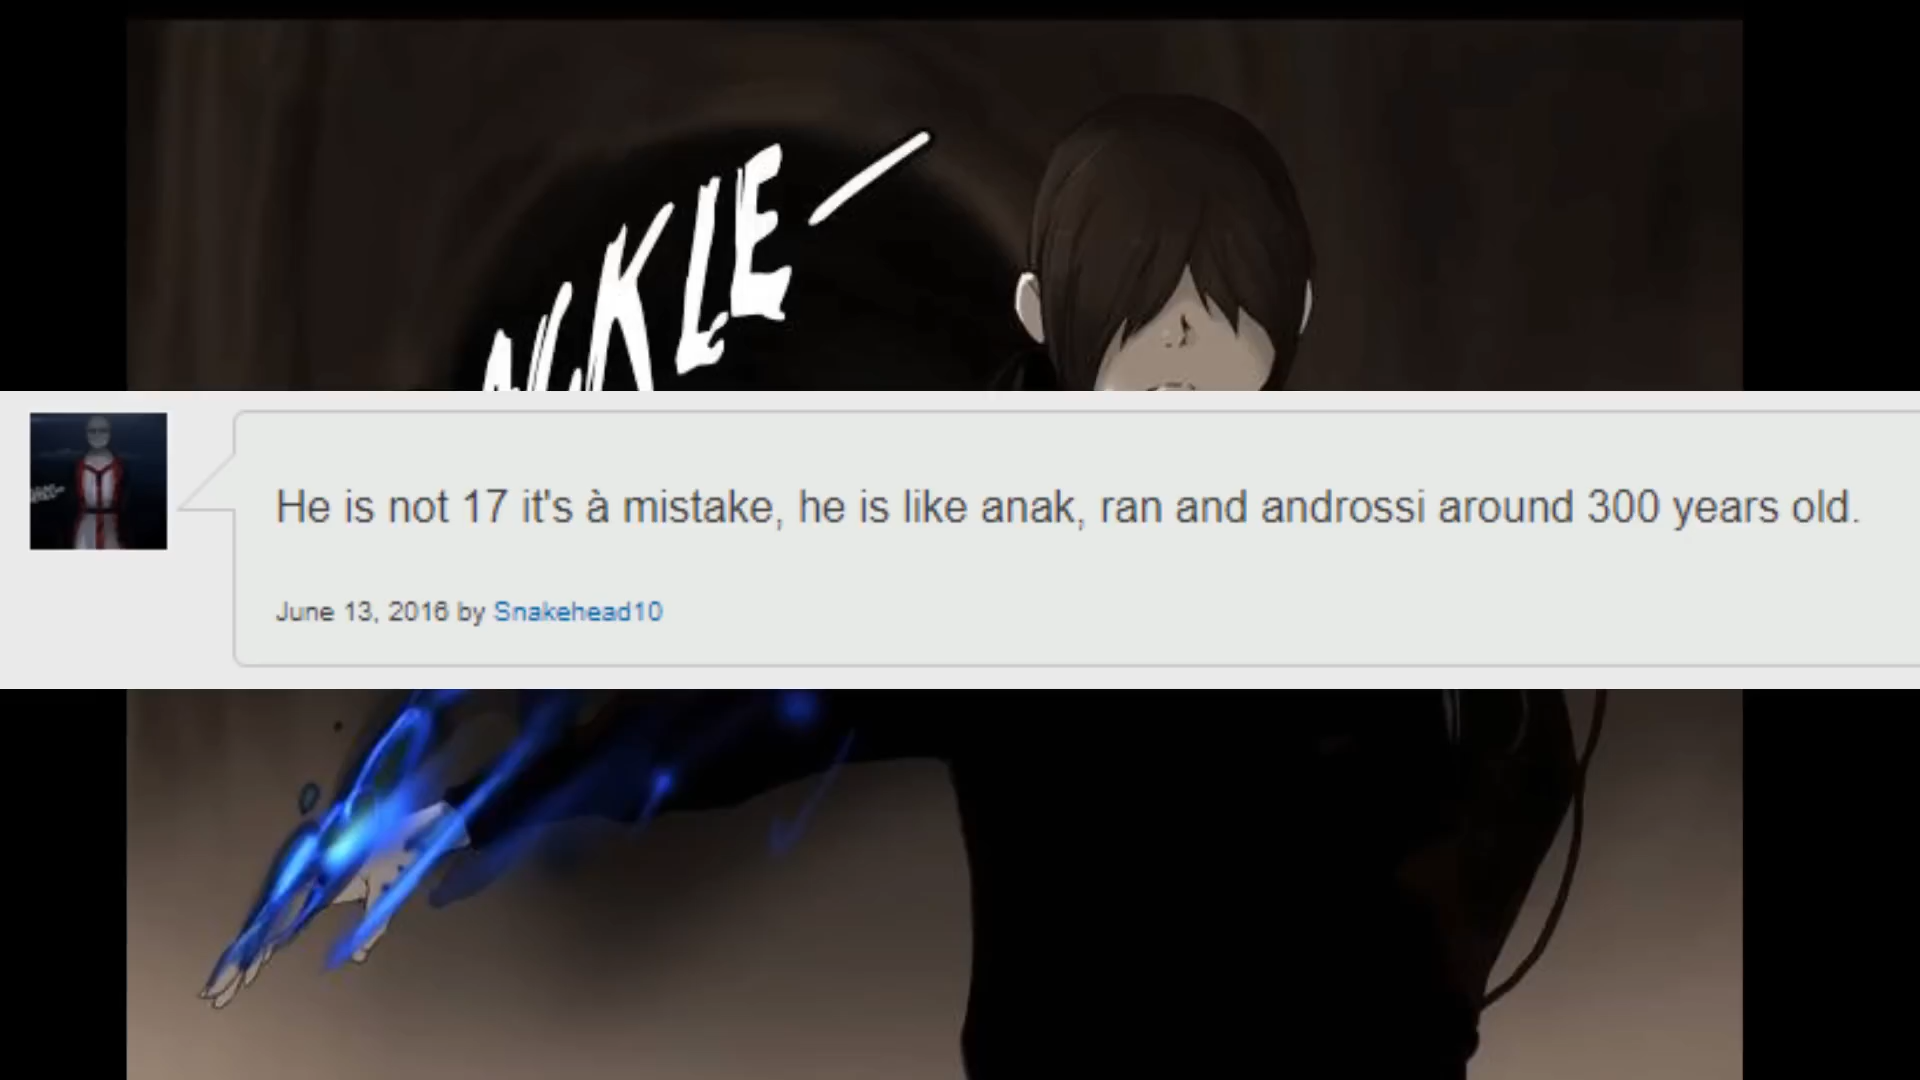 NKLE—
He is not 17 it's à mistake, he is like anak, ran and androssi around 300 years old.
June 13, 2016 by Snakehead10